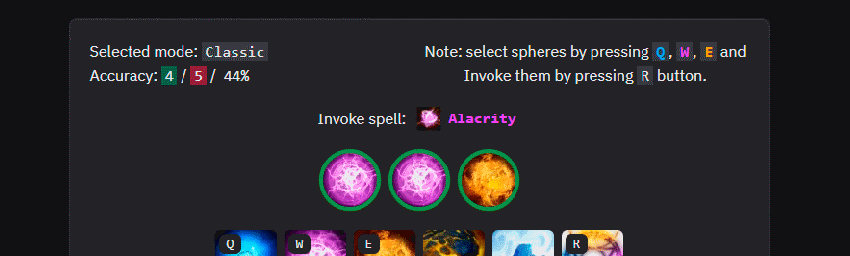 Selected mode: Classic
Accuracy: 4 / 5 / 44%
Note: select spheres by pressing Q, W, E and
Invoke them by pressing R button.
Invoke spell: Alacrity
Q W E R